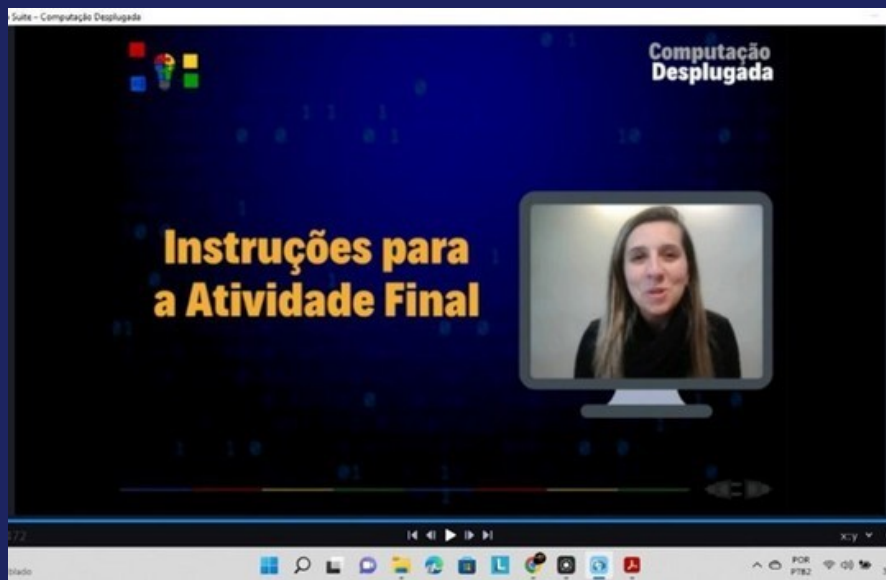 Suite - Computação Desplugada
Computação
Desplugada
Instruções para
a Atividade Final
x:y
POR
PTB2